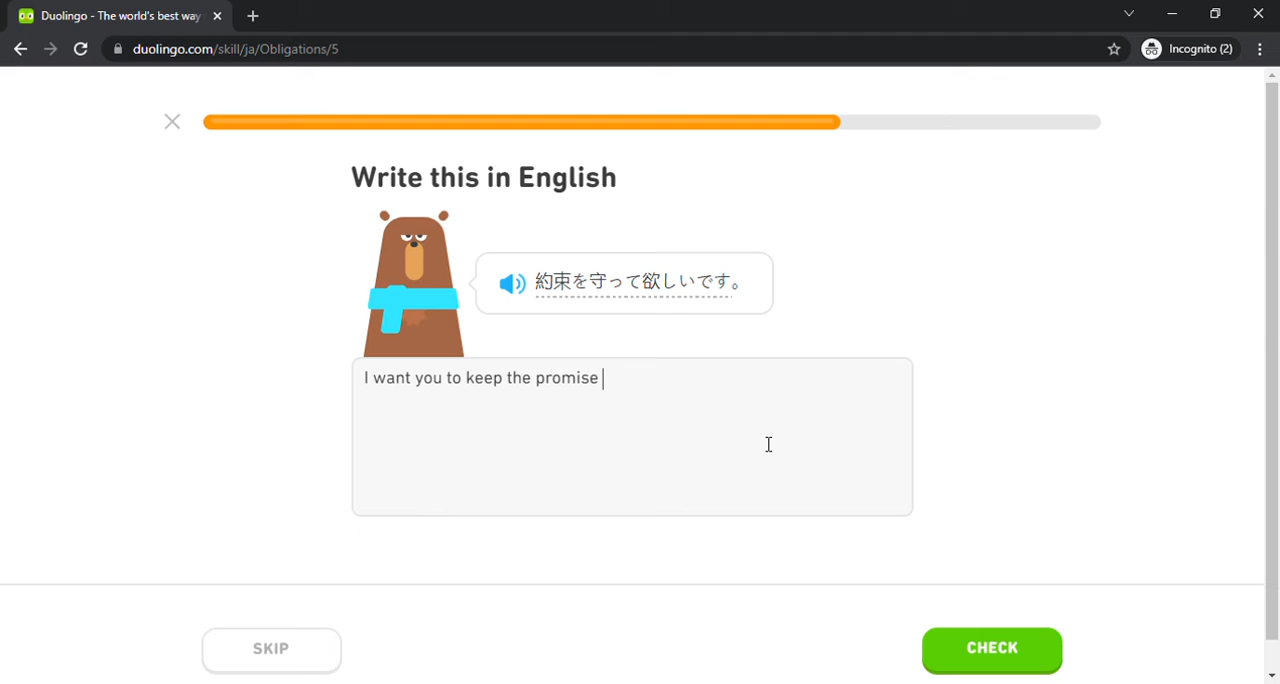 Duolingo - The world's best way
duolingo.com/skill/ja/Obligations/5
Incognito (2)
Write this in English
約束を守って欲しいです。
I want you to keep the promise
SKIP
CHECK